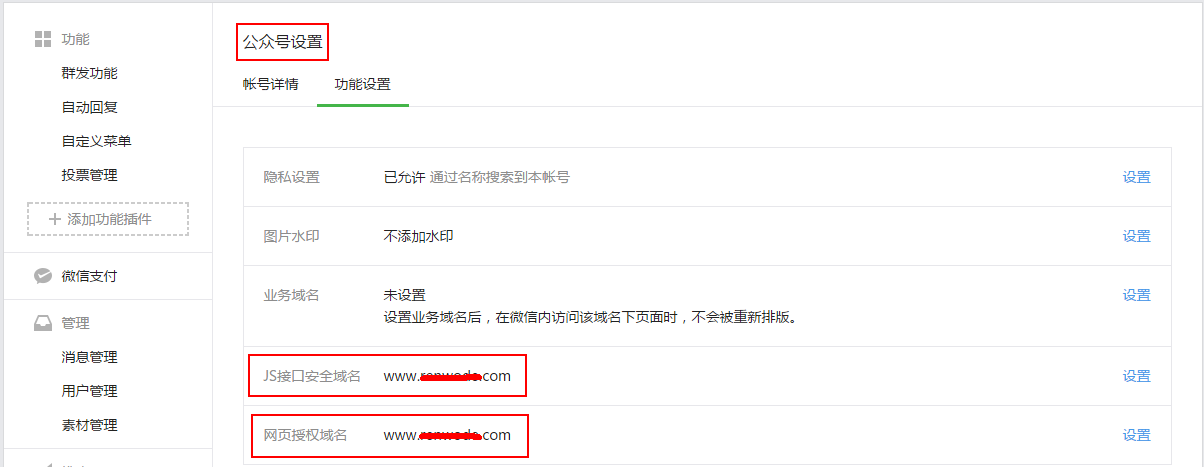 功能
群发功能
自动回复
自定义菜单
投票管理
添加功能插件
微信支付
管理
消息管理
用户管理
素材管理
公众号设置
帐号详情 功能设置
隐私设置 已允许 通过名称搜索到本帐号 设置
图片水印 不添加水印 设置
业务域名 未设置 设置
设置业务域名后，在微信内访问该域名下页面时，不会被重新排版。
JS接口安全域名 www. .com 设置
网页授权域名 www. .com 设置